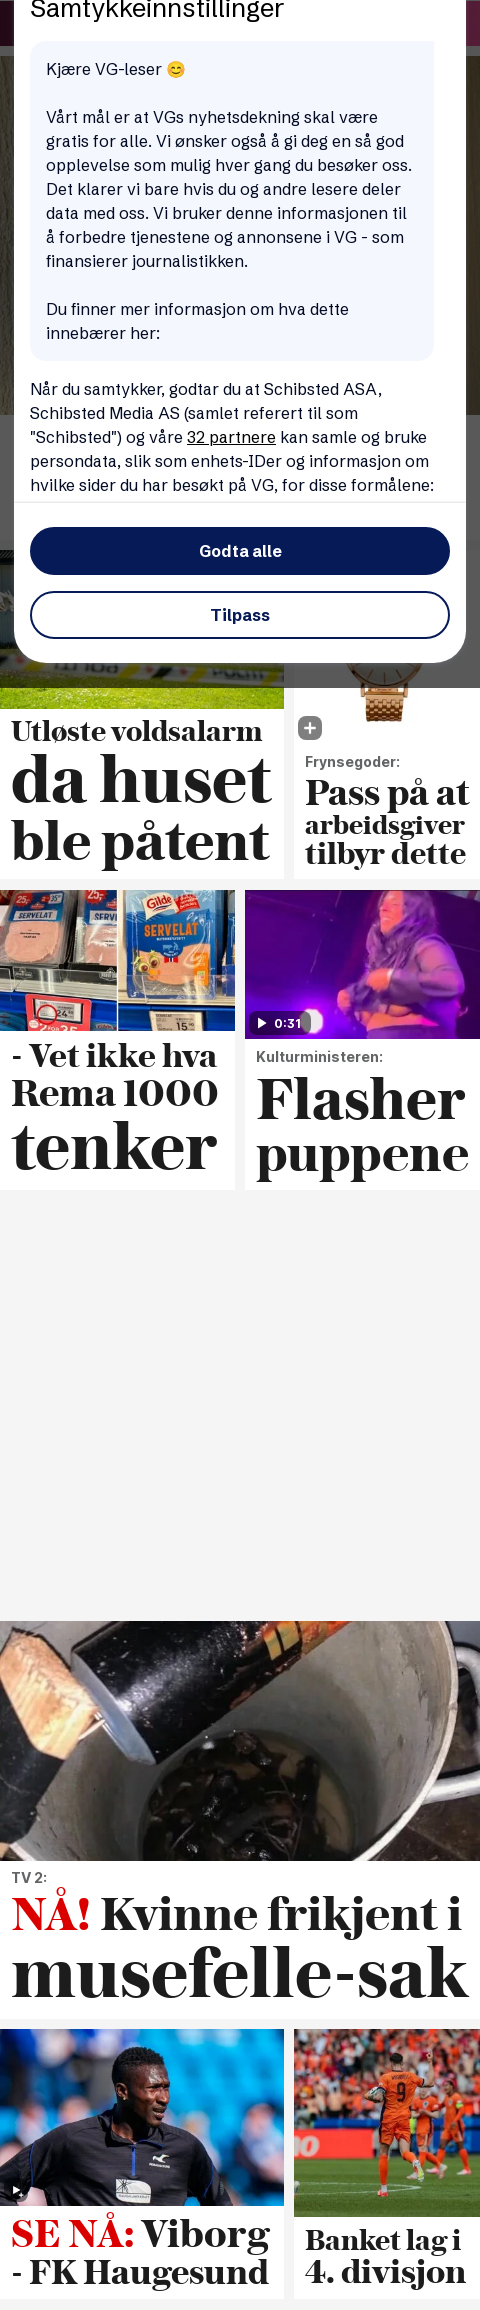 Samtykkeinnstillinger
Kjære VG-leser 😊
Vårt mål er at VGs nyhetsdekning skal være
gratis for alle. Vi ønsker også å gi deg en så god
opplevelse som mulig hver gang du besøker oss.
Det klarer vi bare hvis du og andre lesere deler
data med oss. Vi bruker denne informasjonen til
å forbedre tjenestene og annonsene i VG - som
finansierer journalistikken.
Du finner mer informasjon om hva dette
innebærer her:
Når du samtykker, godtar du at Schibsted ASA,
Schibsted Media AS (samlet referert til som
"Schibsted") og våre 32 partnere kan samle og bruke
persondata, slik som enhets-IDer og informasjon om
hvilke sider du har besøkt på VG, for disse formålene:
Godta alle
Tilpass
Utløste voldsalarm
da huset
ble påtent
Frynsegoder:
Pass på at
arbeidsgiver
tilbyr dette
25,-
SERVELAT
25,-
Gilde
SERVELAT
- Vet ikke hva
Rema 1000
tenker
0:31
Kulturministeren:
Flasher
puppene
TV 2:
NÅ! Kvinne frikjent i
musefelle-sak
SE NÅ: Viborg
- FK Haugesund
9
Banket lag i
4. divisjon